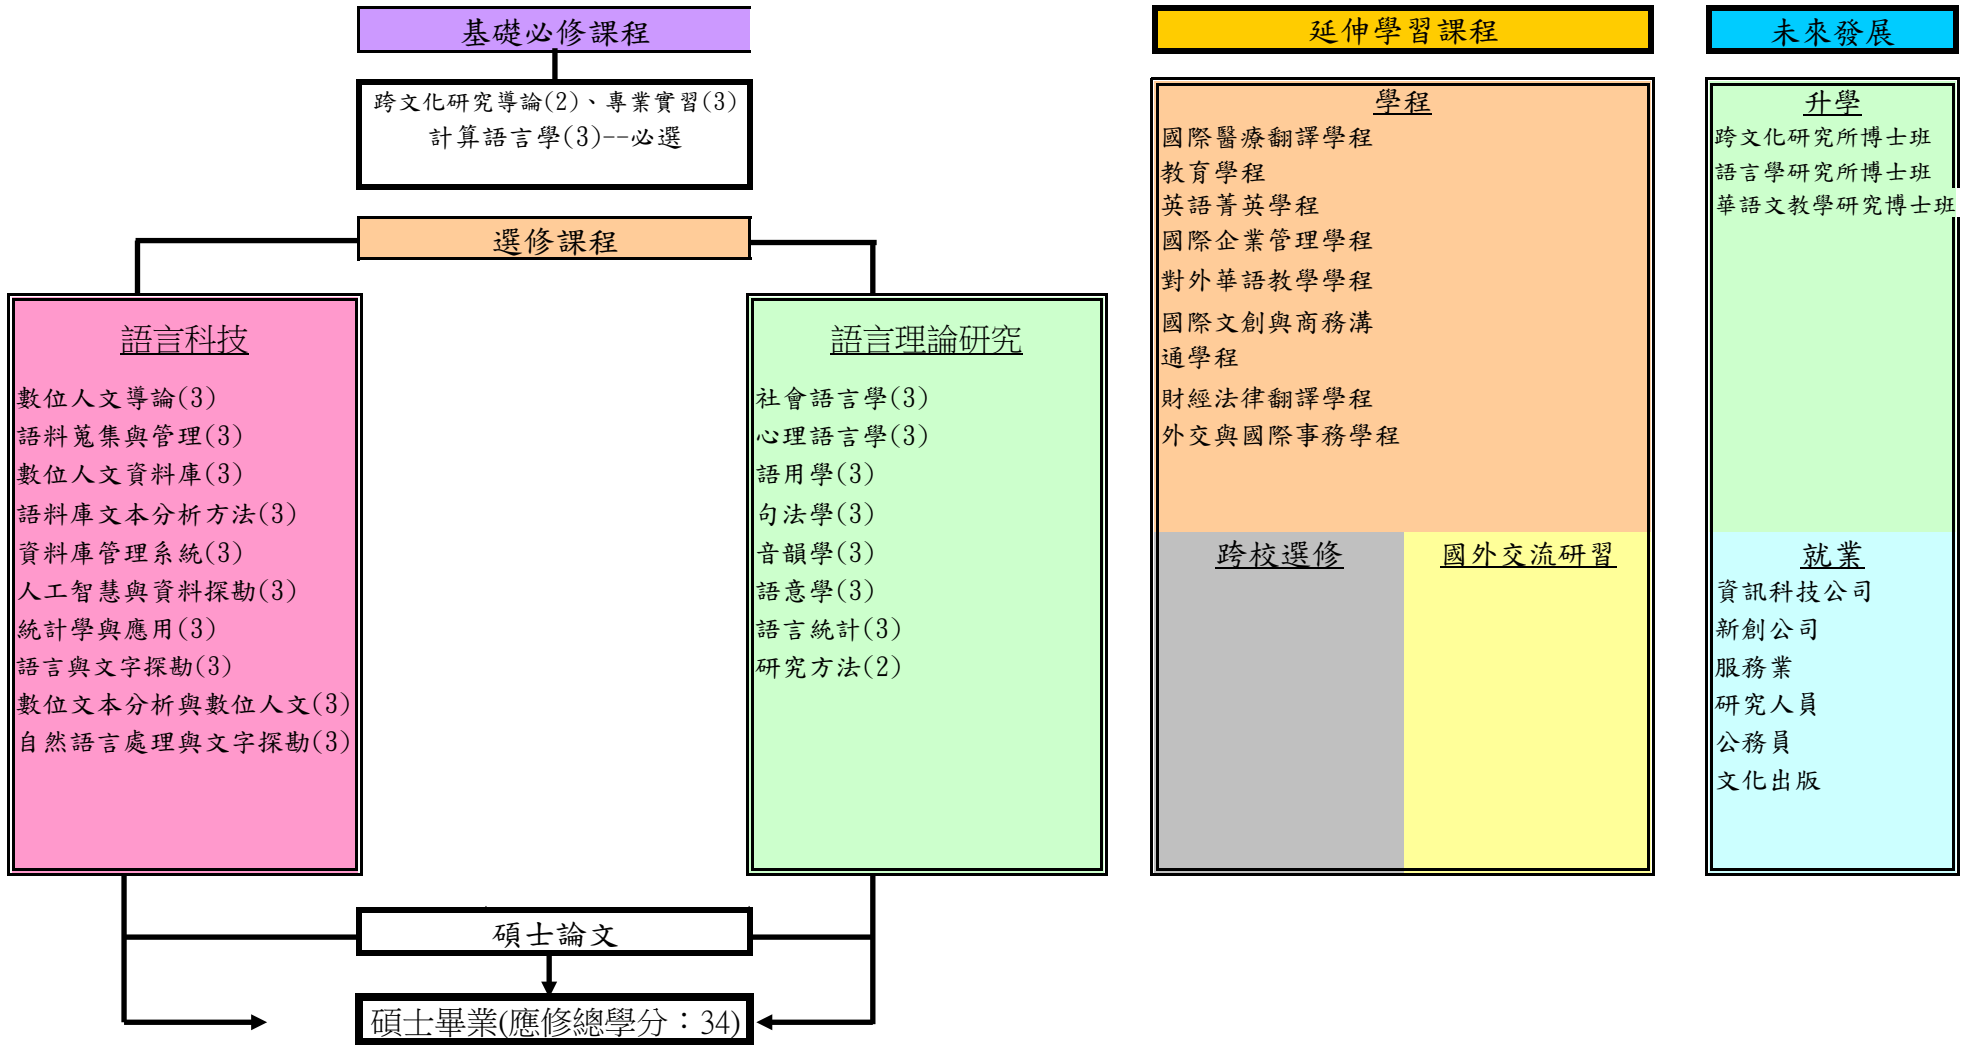 基礎必修課程
跨文化研究導論(2)、專業實習(3)
計算語言學(3)--必選
選修課程
語言科技
數位人文導論(3)
語料蒐集與管理(3)
數位人文資料庫(3)
語料庫文本分析方法(3)
資料庫管理系統(3)
人工智慧與資料探勘(3)
統計學與應用(3)
語言與文字探勘(3)
數位文本分析與數位人文(3)
自然語言處理與文字探勘(3)
語言理論研究
社會語言學(3)
心理語言學(3)
語用學(3)
句法學(3)
音韻學(3)
語意學(3)
語言統計(3)
研究方法(2)
碩士論文
碩士畢業(應修總學分：34)
延伸學習課程
學程
國際醫療翻譯學程
教育學程
英語菁英學程
國際企業管理學程
對外華語教學學程
國際文創與商務溝
通學程
財經法律翻譯學程
外交與國際事務學程
跨校選修
國外交流研習
未來發展
升學
跨文化研究所博士班
語言學研究所博士班
華語文教學研究博士班
就業
資訊科技公司
新創公司
服務業
研究人員
公務員
文化出版